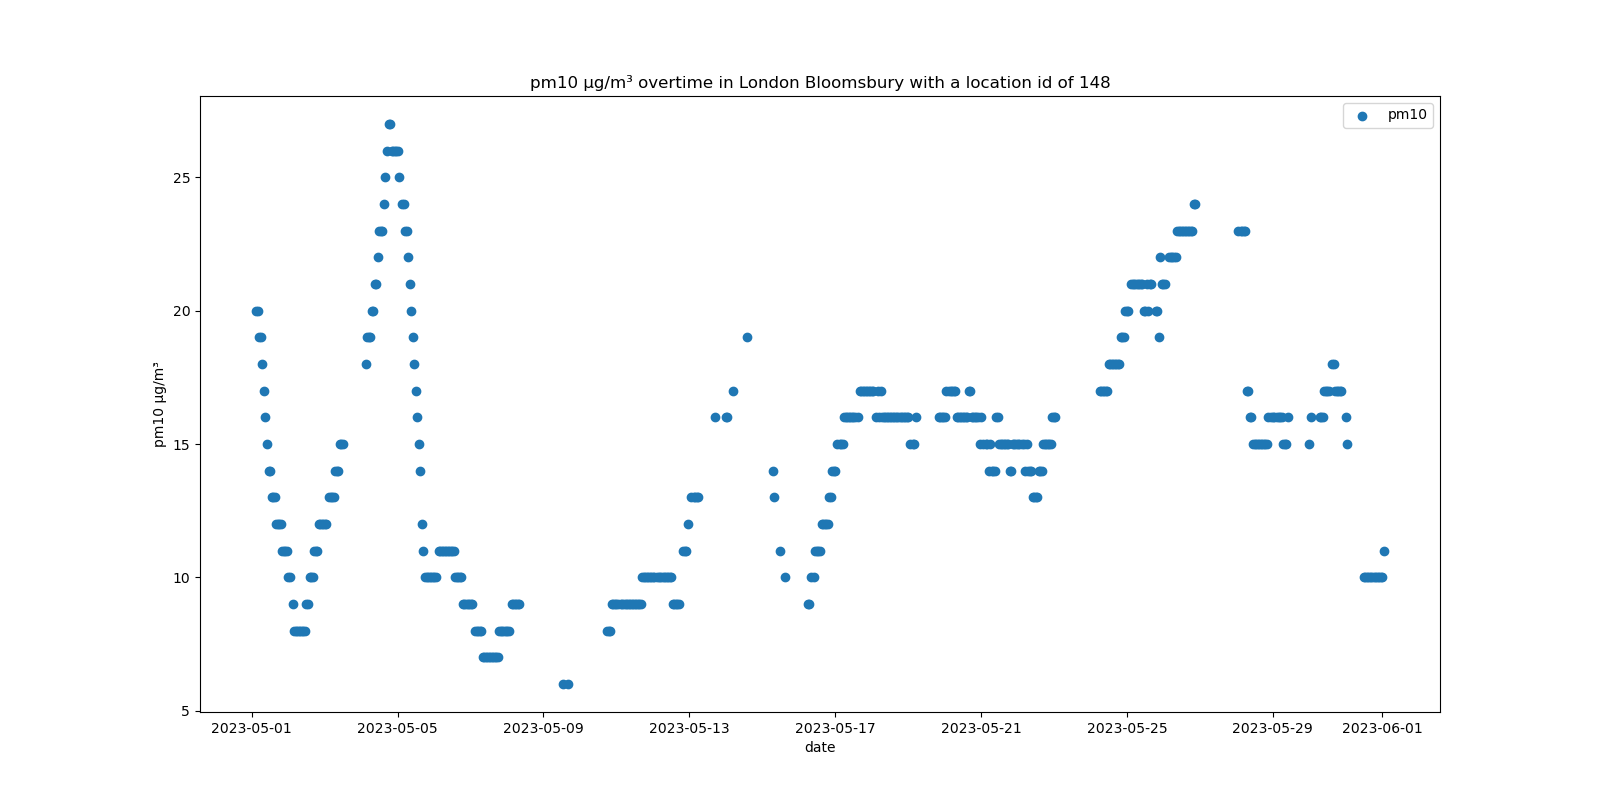 pm10 µg/m³ overtime in London Bloomsbury with a location id of 148
pm10
25
20
15
10
5
pm10 µg/m³
2023-05-01 2023-05-05 2023-05-09 2023-05-13 2023-05-17 2023-05-21 2023-05-25 2023-05-29 2023-06-01
date